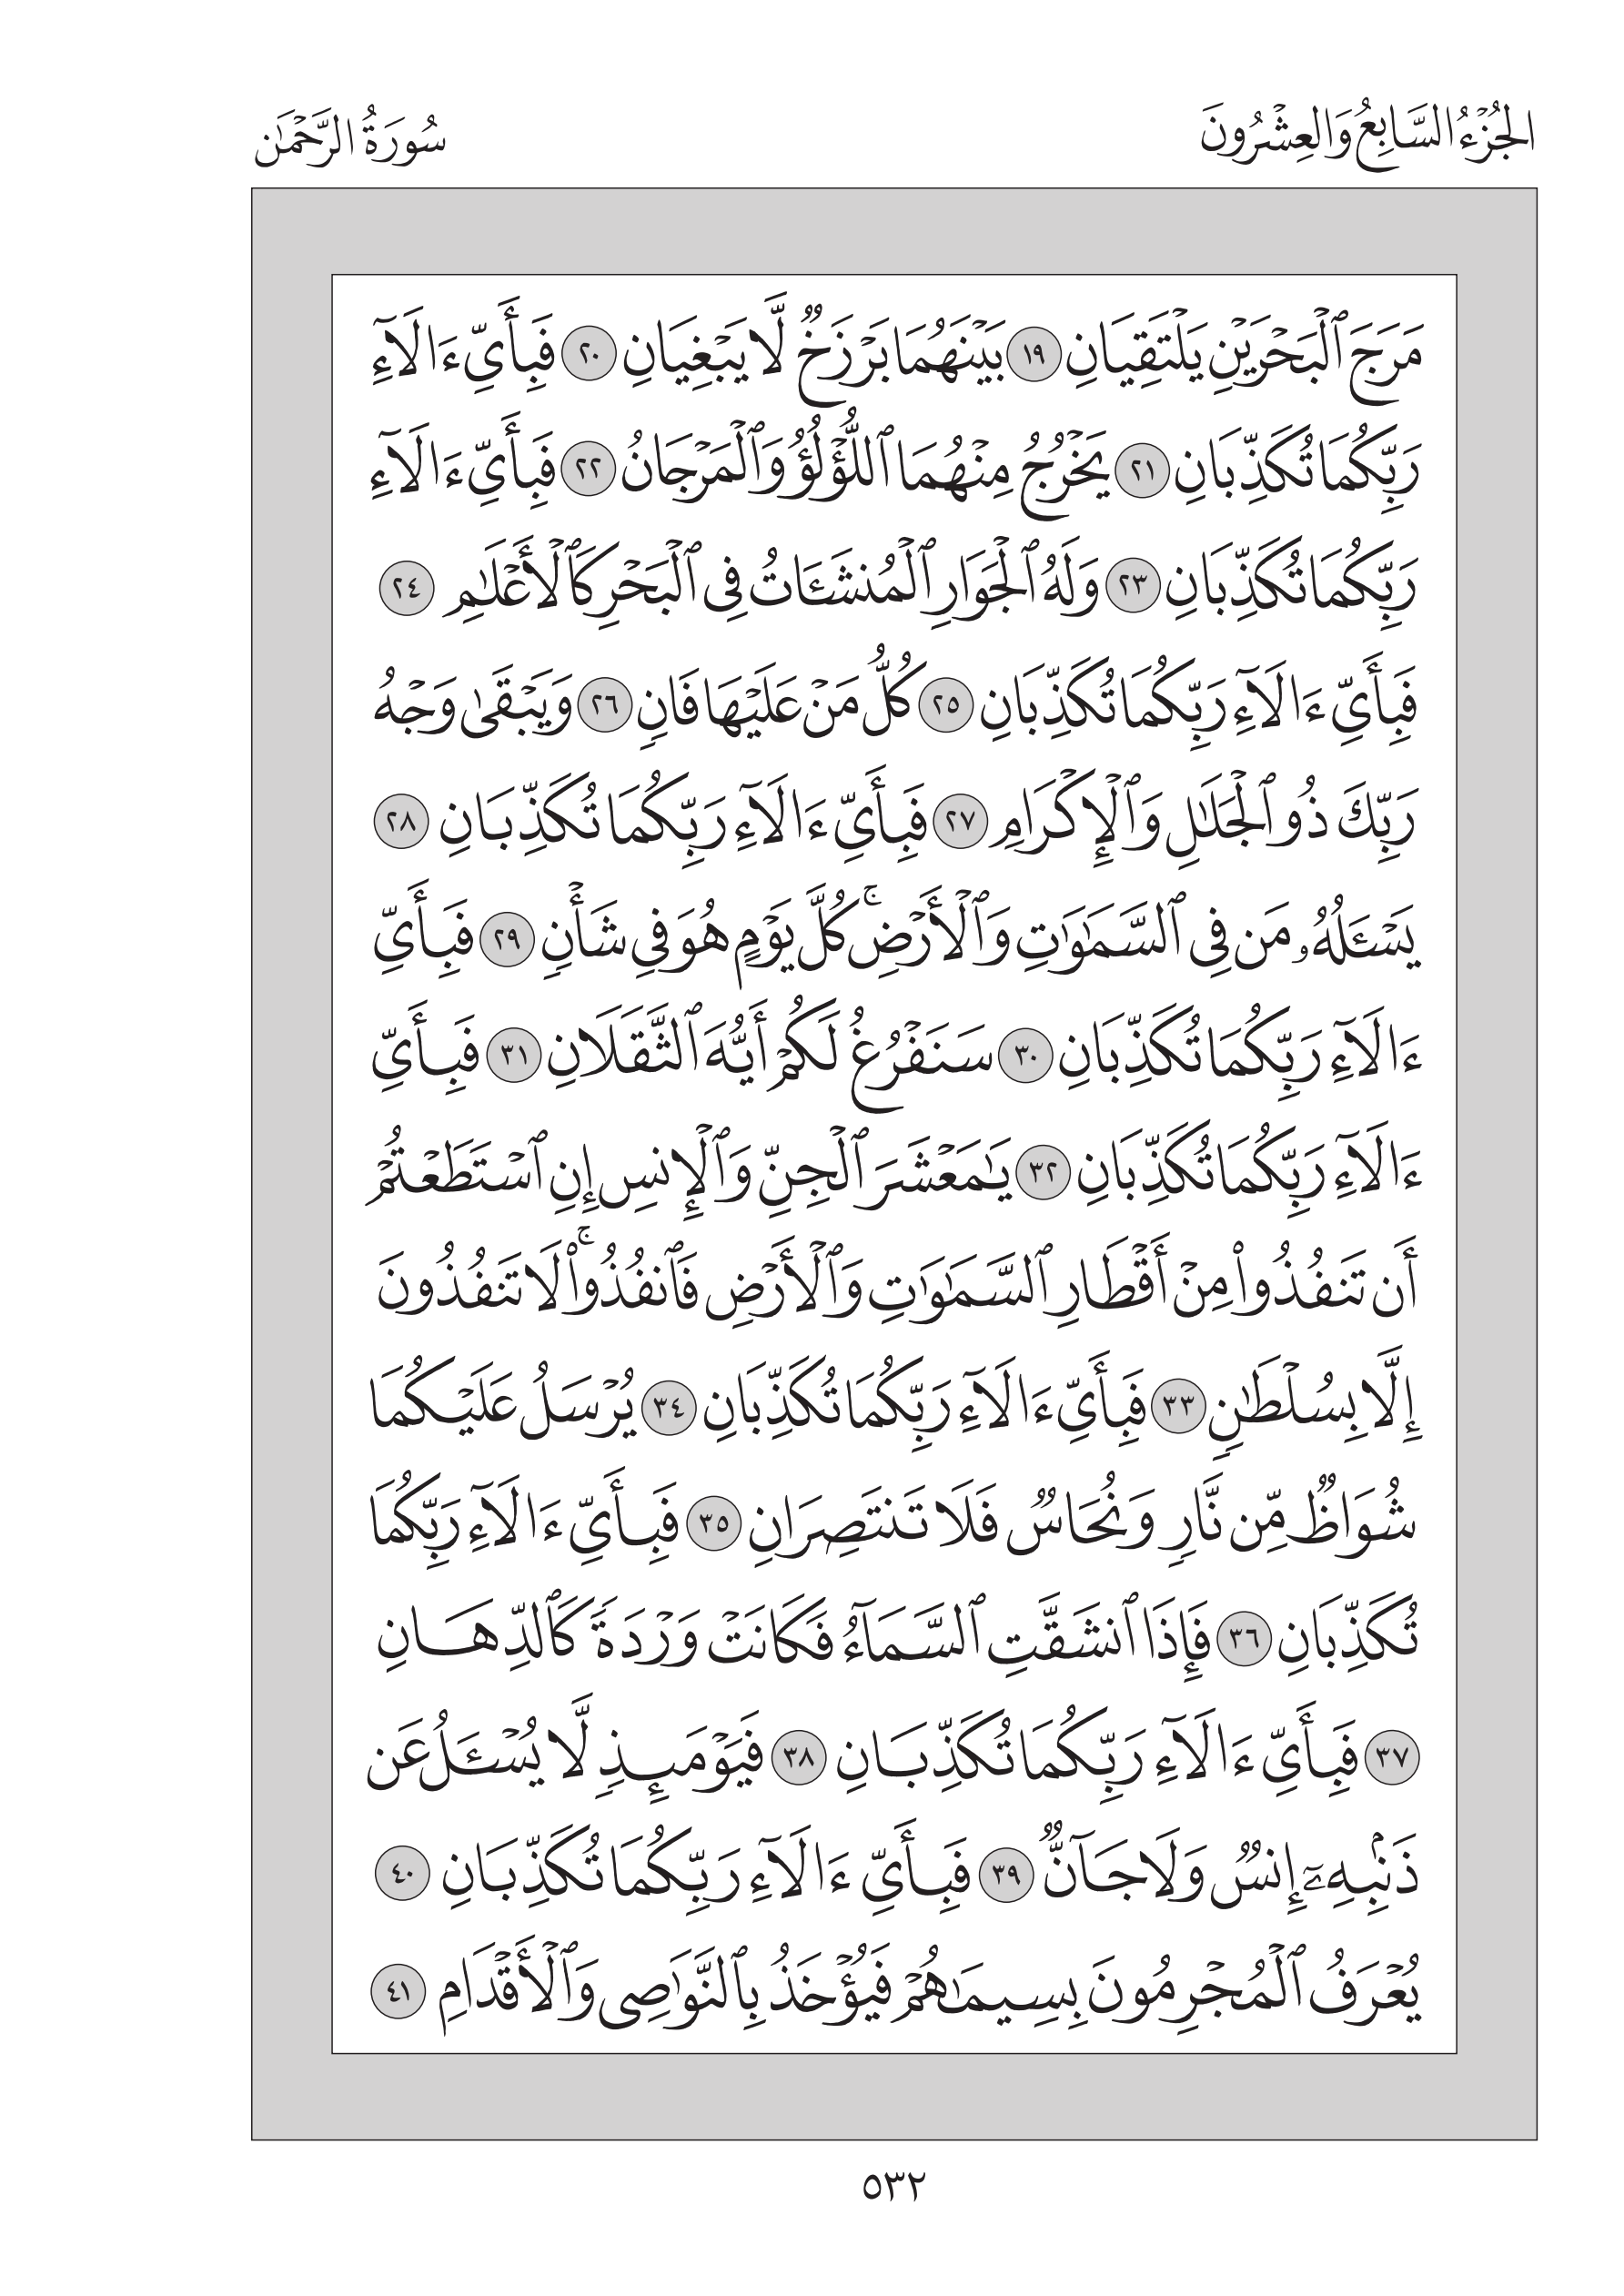 الجُزْءُ السَّابِعُ وَالعِشْرُونَ
سُورَةُ الرَّحْمَٰن
مَرَجَ ٱلْبَحْرَيْنِ يَلْتَقِيَانِ ١٩ بَيْنَهُمَا بَرْزَخٌ لَّا يَبْغِيَانِ ٢٠ فَبِأَيِّ ءَالَآءِ
رَبِّكُمَا تُكَذِّبَانِ ٢١ يَخْرُجُ مِنْهُمَا ٱللُّؤْلُؤُ وَٱلْمَرْجَانُ ٢٢ فَبِأَيِّ ءَالَآءِ
رَبِّكُمَا تُكَذِّبَانِ ٢٣ وَلَهُ ٱلْجَوَارِ ٱلْمُنشَـَٔاتُ فِى ٱلْبَحْرِ كَٱلْأَعْلَٰمِ ٢٤
فَبِأَيِّ ءَالَآءِ رَبِّكُمَا تُكَذِّبَانِ ٢٥ كُلُّ مَنْ عَلَيْهَا فَانٍ ٢٦ وَيَبْقَىٰ وَجْهُ
رَبِّكَ ذُو ٱلْجَلَٰلِ وَٱلْإِكْرَامِ ٢٧ فَبِأَيِّ ءَالَآءِ رَبِّكُمَا تُكَذِّبَانِ ٢٨
يَسْـَٔلُهُۥ مَن فِى ٱلسَّمَٰوَٰتِ وَٱلْأَرْضِ ۚ كُلَّ يَوْمٍ هُوَ فِي شَأْنٍ ٢٩ فَبِأَيِّ
ءَالَآءِ رَبِّكُمَا تُكَذِّبَانِ ٣٠ سَنَفْرُغُ لَكُمْ أَيُّهَ ٱلثَّقَلَانِ ٣١ فَبِأَيِّ
ءَالَآءِ رَبِّكُمَا تُكَذِّبَانِ ٣٢ يَٰمَعْشَرَ ٱلْجِنِّ وَٱلْإِنسِ إِنِ ٱسْتَطَعْتُمْ
أَن تَنفُذُوا۟ مِنْ أَقْطَارِ ٱلسَّمَٰوَٰتِ وَٱلْأَرْضِ فَٱنفُذُوا۟ ۚ لَا تَنفُذُونَ
إِلَّا بِسُلْطَٰنٍ ٣٣ فَبِأَيِّ ءَالَآءِ رَبِّكُمَا تُكَذِّبَانِ ٣٤ يُرْسَلُ عَلَيْكُمَا
شُوَاظٌ مِّن نَّارٍ وَنُحَاسٌ فَلَا تَنتَصِرَانِ ٣٥ فَبِأَيِّ ءَالَآءِ رَبِّكُمَا
تُكَذِّبَانِ ٣٦ فَإِذَا ٱنشَقَّتِ ٱلسَّمَآءُ فَكَانَتْ وَرْدَةً كَٱلدِّهَانِ
٣٧ فَبِأَيِّ ءَالَآءِ رَبِّكُمَا تُكَذِّبَانِ ٣٨ فَيَوْمَئِذٍ لَّا يُسْـَٔلُ عَن
ذَنۢبِهِۦٓ إِنسٌ وَلَا جَآنٌّ ٣٩ فَبِأَيِّ ءَالَآءِ رَبِّكُمَا تُكَذِّبَانِ ٤٠
يُعْرَفُ ٱلْمُجْرِمُونَ بِسِيمَٰهُمْ فَيُؤْخَذُ بِٱلنَّوَٰصِى وَٱلْأَقْدَامِ ٤١
٥٣٢